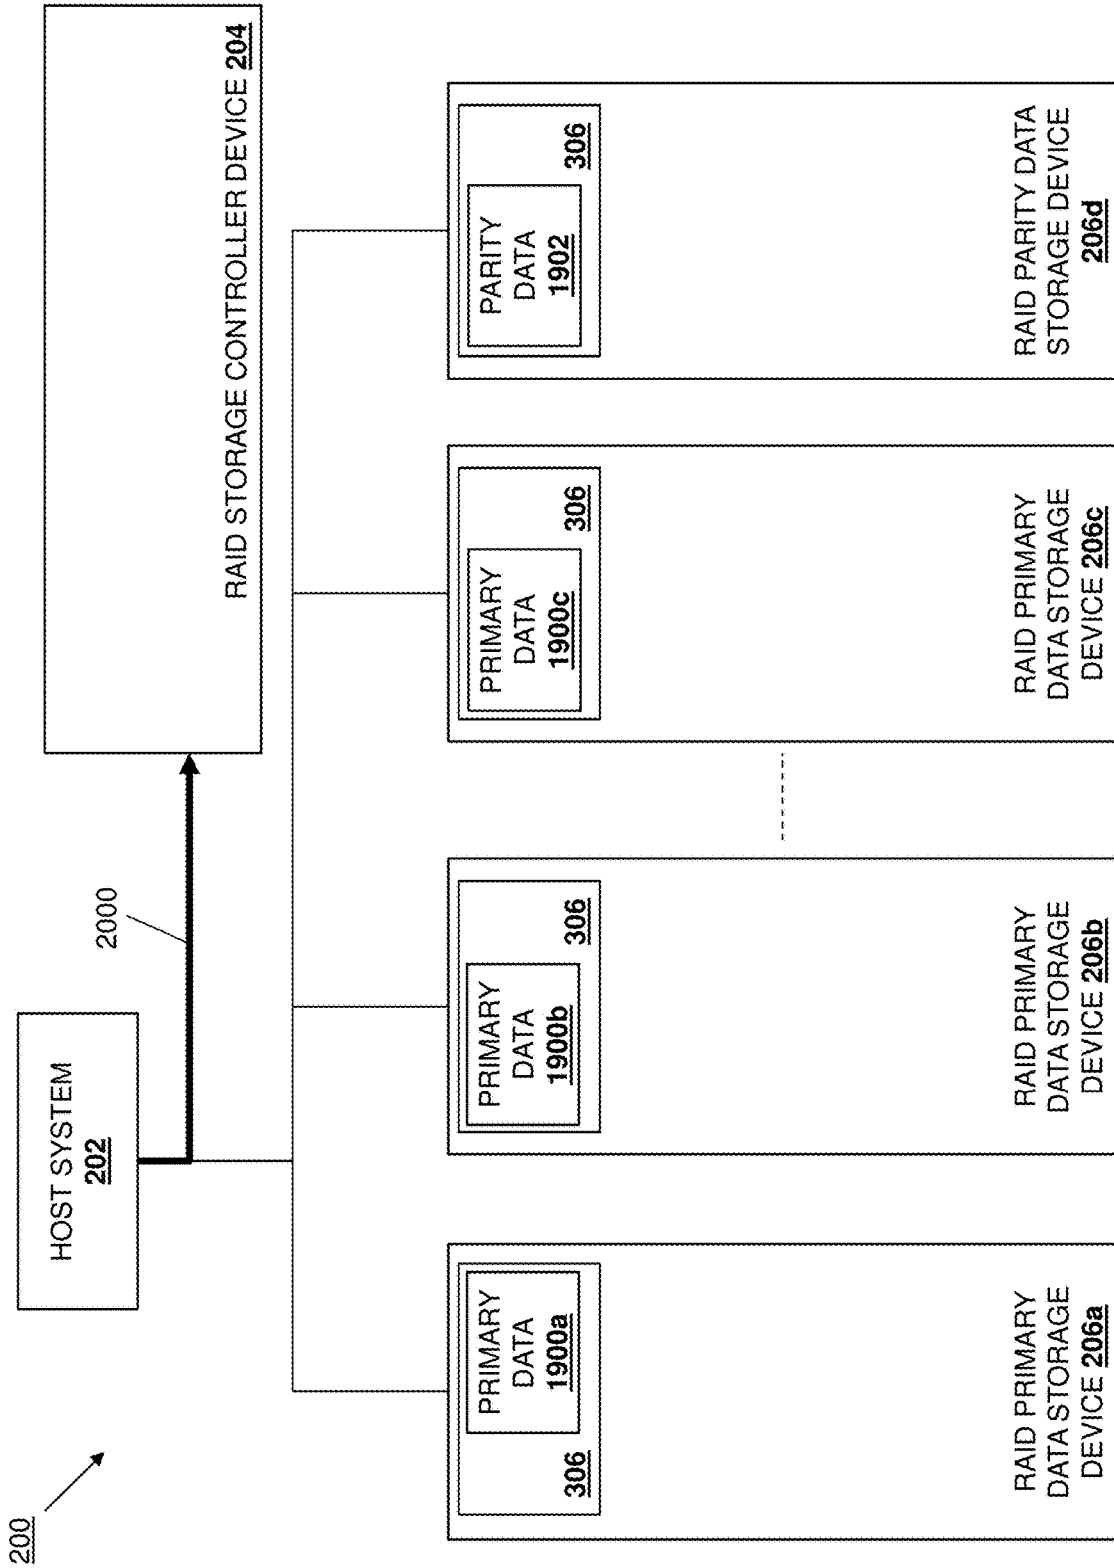 200
HOST SYSTEM
202
2000
RAID STORAGE CONTROLLER DEVICE 204
306
PRIMARY
DATA
1900a
RAID PRIMARY
DATA STORAGE
DEVICE 206a
PRIMARY
DATA
1900b
306
RAID PRIMARY
DATA STORAGE
DEVICE 206b
PRIMARY
DATA
1900c
306
RAID PRIMARY
DATA STORAGE
DEVICE 206c
PARITY
DATA
1902
306
RAID PARITY DATA
STORAGE DEVICE
206d